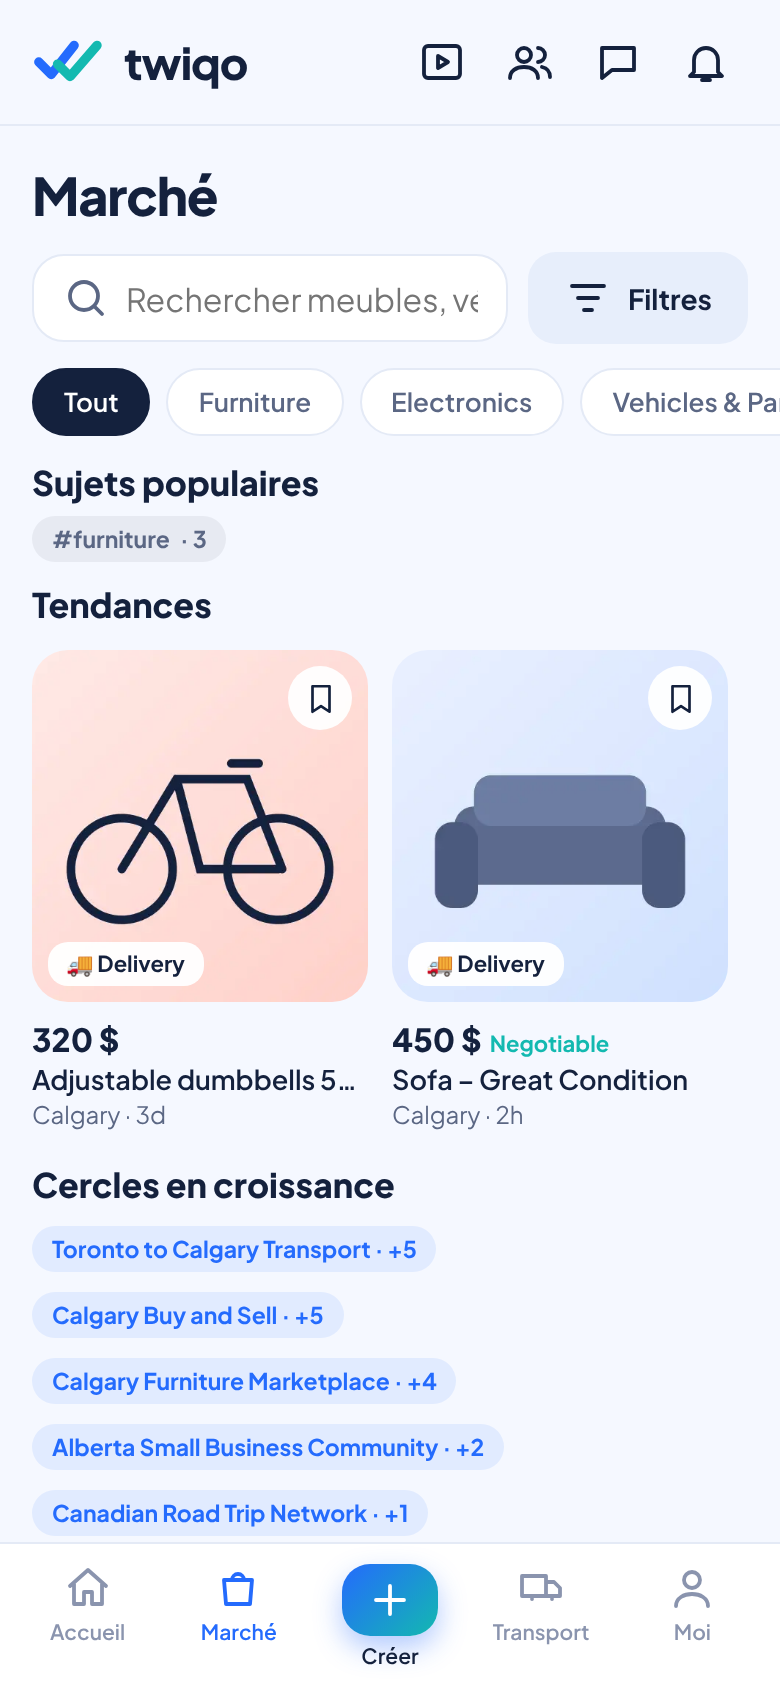 twiqo
Marché
Rechercher meubles, ve
Filtres
Tout
Furniture
Electronics
Vehicles & Par
Sujets populaires
#furniture · 3
Tendances
🚚 Delivery
🚚 Delivery
320 $
Adjustable dumbbells 5...
Calgary · 3d
450 $ Negotiable
Sofa – Great Condition
Calgary · 2h
Cercles en croissance
Toronto to Calgary Transport · +5
Calgary Buy and Sell · +5
Calgary Furniture Marketplace · +4
Alberta Small Business Community · +2
Canadian Road Trip Network · +1
Accueil
Marché
Créer
Transport
Moi